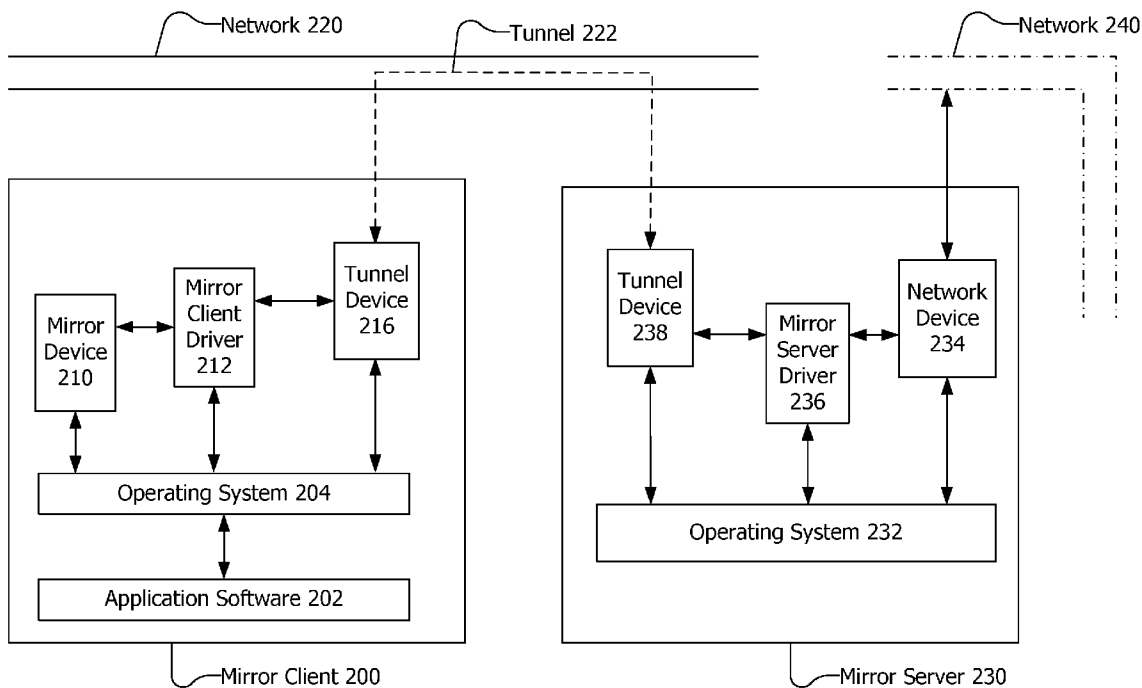 Network 220
Tunnel 222
Network 240
Tunnel
Device
216
Mirror
Client
Driver
212
Mirror
Device
210
Operating System 204
Application Software 202
Mirror Client 200
Tunnel
Device
238
Mirror
Server
Driver
236
Network
Device
234
Operating System 232
Mirror Server 230